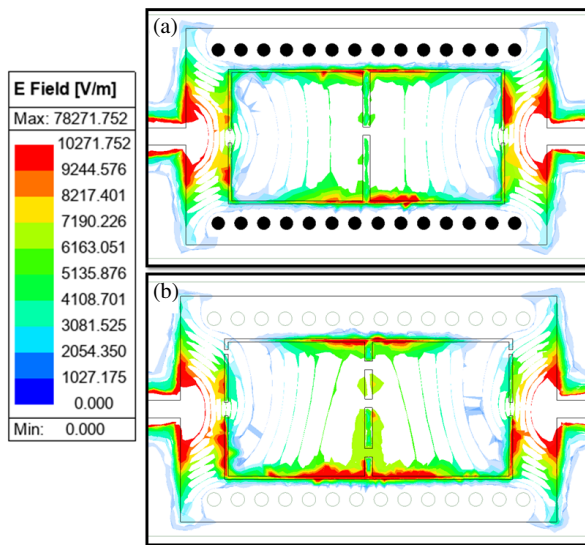 (a)
E Field [V/m]
Max: 78271.752
10271.752
9244.576
8217.401
7190.226
6163.051
5135.876
4108.701
3081.525
2054.350
1027.175
0.000
Min: 0.000
(b)